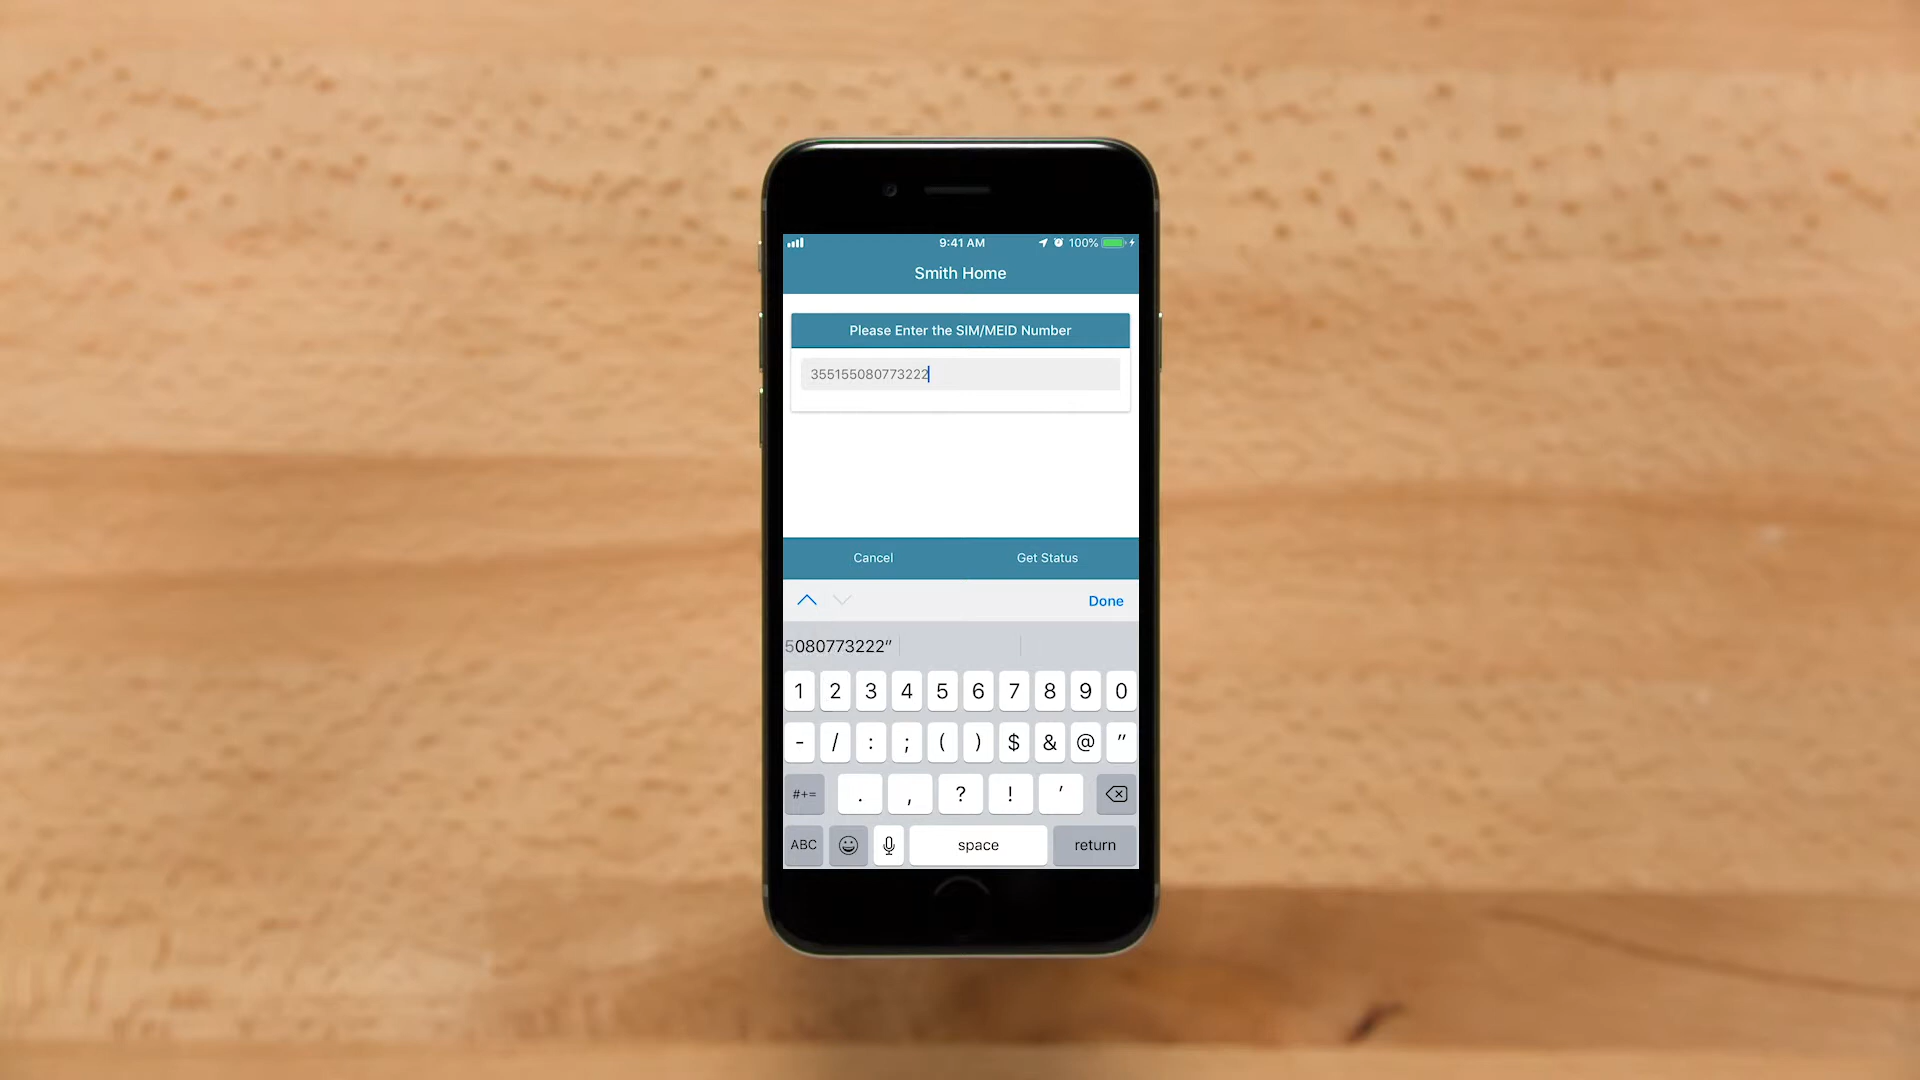 9:41 AM 100%
Smith Home
Please Enter the SIM/MEID Number
355155080773222
Cancel Get Status
Done
5080773222”
1 2 3 4 5 6 7 8 9 0
- / : ; ( ) $ & @ ”
#+= . , ? ! ’
ABC space return